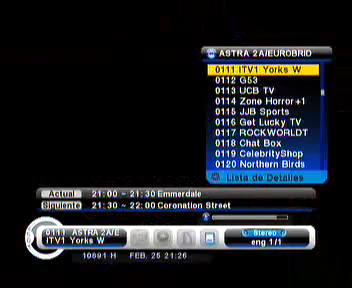 ASTRA 2A/EUROBRID
0111 ITV1 Yorks W
0112 G53
0113 UCB TV
0114 Zone Horror+1
0115 JJB Sports
0116 Get Lucky TV
0117 ROCKWORLDT
0118 Chat Box
0119 CelebrityShop
0120 Northern Birds
Lista de Detalles
Actual 21:00 ~ 21:30 Emmerdale
Siguiente 21:30 ~ 22:00 Coronation Street
0111 ASTRA 2A/E
ITV1 Yorks W
Stereo
eng 1/1
10891 H FEB. 25 21:26